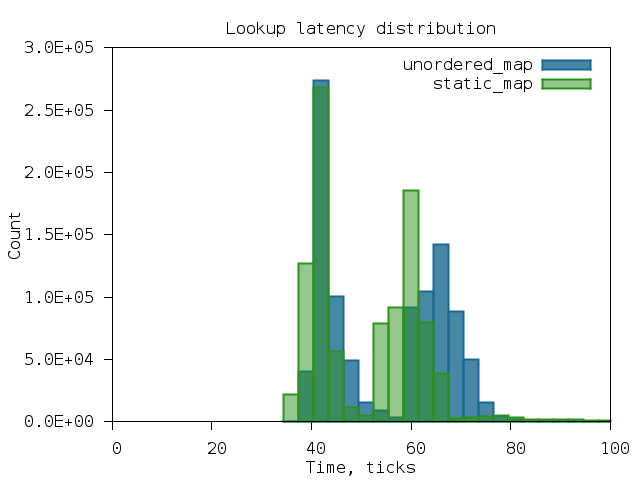 Lookup latency distribution
3.0E+05
2.5E+05
2.0E+05
1.5E+05
1.0E+05
5.0E+04
0.0E+00
Count
unordered_map
static_map
0 20 40 60 80 100
Time, ticks